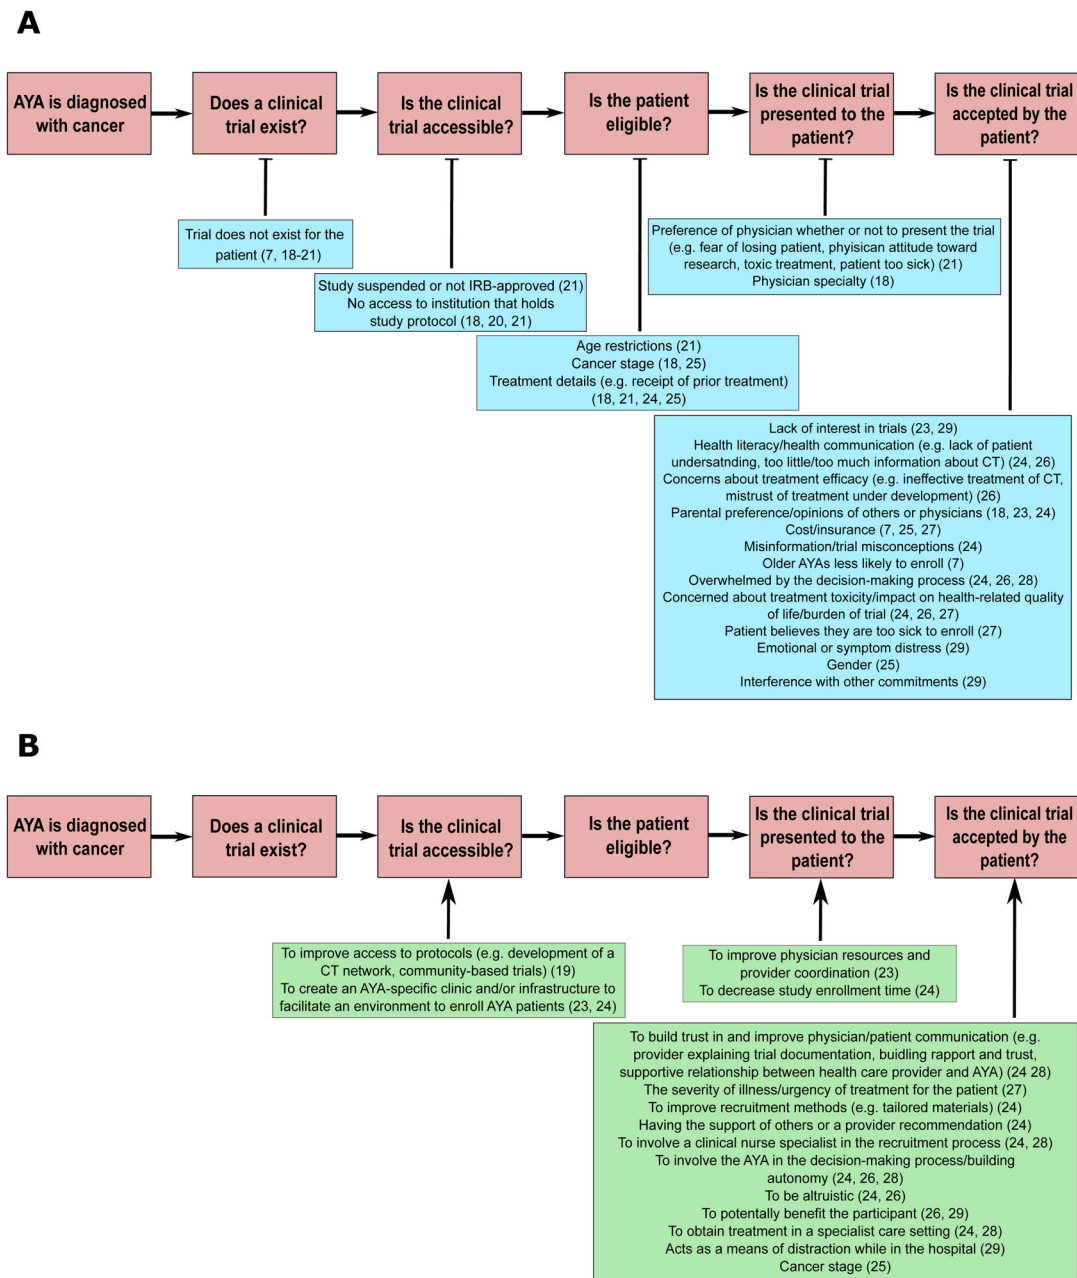 A
AYA is diagnosed
with cancer
Does a clinical
trial exist?
Is the clinical
trial accessible?
Is the patient
eligible?
Is the clinical trial
presented to the
patient?
Is the clinical trial
accepted by the
patient?
Trial does not exist for the
patient (7, 18-21)
Study suspended or not IRB-approved (21)
No access to institution that holds
study protocol (18, 20, 21)
Age restrictions (21)
Cancer stage (18, 25)
Treatment details (e.g. receipt of prior treatment)
(18, 21, 24, 25)
Preference of physician whether or not to present the trial
(e.g. fear of losing patient, phyisican attitude toward
research, toxic treatment, patient too sick) (21)
Physician specialty (18)
Lack of interest in trials (23, 29)
Health literacy/health communication (e.g. lack of patient
undersatnding, too little/too much information about CT) (24, 26)
Concerns about treatment efficacy (e.g. ineffective treatment of CT,
mistrust of treatment under development) (26)
Parental preference/opinions of others or physicians (18, 23, 24)
Cost/insurance (7, 25, 27)
Misinformation/trial misconceptions (24)
Older AYAs less likely to enroll (7)
Overwhelmed by the decision-making process (24, 26, 28)
Concerned about treatment toxicity/impact on health-related quality
of life/burden of trial (24, 26, 27)
Patient believes they are too sick to enroll (27)
Emotional or symptom distress (29)
Gender (25)
Interference with other commitments (29)
B
AYA is diagnosed
with cancer
Does a clinical
trial exist?
Is the clinical
trial accessible?
Is the patient
eligible?
Is the clinical trial
presented to the
patient?
Is the clinical trial
accepted by the
patient?
To improve access to protocols (e.g. development of a
CT network, community-based trials) (19)
To create an AYA-specific clinic and/or infrastructure to
facilitate an environment to enroll AYA patients (23, 24)
To improve physician resources and
provider coordination (23)
To decrease study enrollment time (24)
To build trust in and improve physician/patient communication (e.g.
provider explaining trial documentation, buidling rapport and trust,
supportive relationship between health care provider and AYA) (24 28)
The severity of illness/urgency of treatment for the patient (27)
To improve recruitment methods (e.g. tailored materials) (24)
Having the support of others or a provider recommendation (24)
To involve a clinical nurse specialist in the recruitment process (24, 28)
To involve the AYA in the decision-making process/building
autonomy (24, 26, 28)
To be altruistic (24, 26)
To potentally benefit the participant (26, 29)
To obtain treatment in a specialist care setting (24, 28)
Acts as a means of distraction while in the hospital (29)
Cancer stage (25)